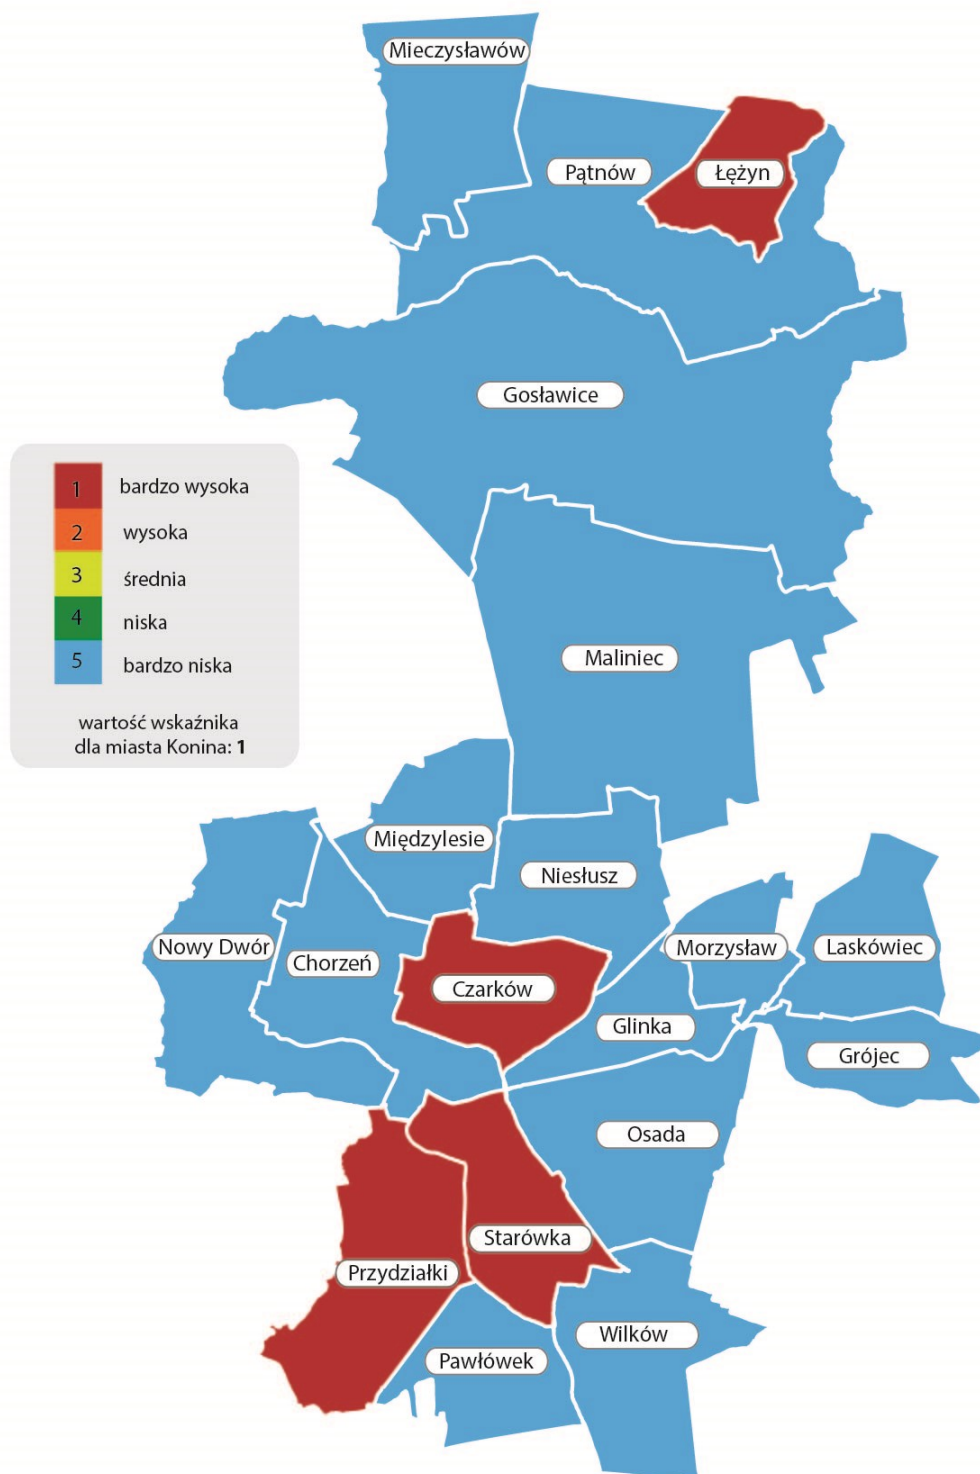 Mieczysławów
Pątnów
Łężyn
Gosławice
1 bardzo wysoka
2 wysoka
3 średnia
4 niska
5 bardzo niska
wartość wskaźnika
dla miasta Konina: 1
Maliniec
Międzylesie
Niesłusz
Nowy Dwór
Chorzeń
Morzysław
Laskówiec
Czarków
Glinka
Grójec
Osada
Starówka
Przydziałki
Wilków
Pawłówek